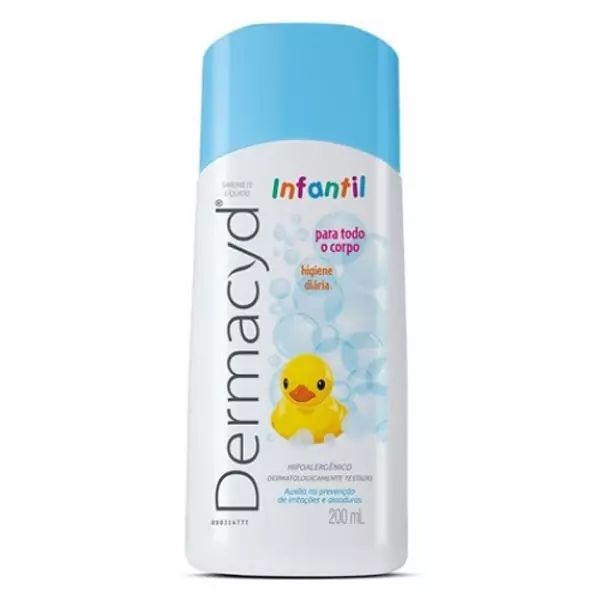 SABONETE
LÍQUIDO
Dermacyd®
Infantil
para todo
o corpo
higiene
diária
HIPOALERGÊNICO
DERMATOLOGICAMENTE TESTADO
Auxilia na prevenção
de irritações e assaduras
200 mL